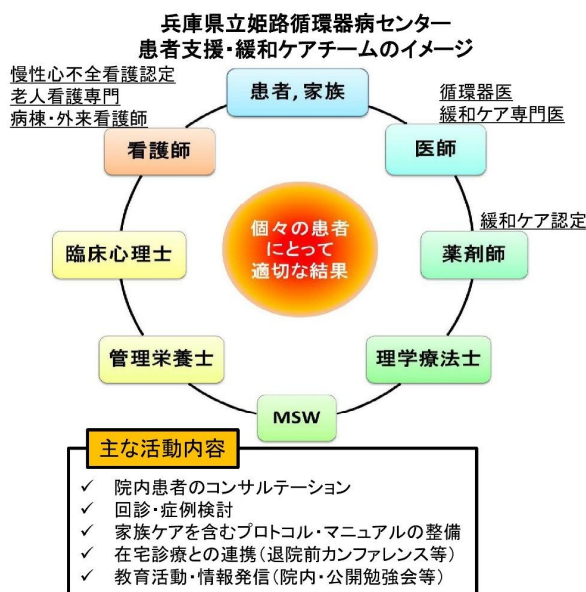 兵庫県立姫路循環器病センター
患者支援・緩和ケアチームのイメージ
慢性心不全看護認定
老人看護専門
病棟・外来看護師
患者,家族
循環器医
緩和ケア専門医
看護師
医師
個々の患者
にとって
適切な結果
緩和ケア認定
臨床心理士
薬剤師
管理栄養士
理学療法士
MSW
主な活動内容
✓ 院内患者のコンサルテーション
✓ 回診・症例検討
✓ 家族ケアを含むプロトコル・マニュアルの整備
✓ 在宅診療との連携(退院前カンファレンス等)
✓ 教育活動・情報発信(院内・公開勉強会等)